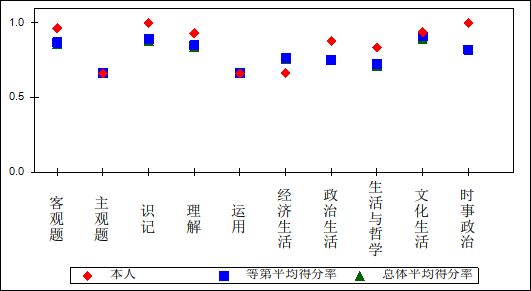 1.0
0.5
0.0
客观题
主观题
识记
理解
运用
经济生活
政治生活
生活与哲学
文化生活
时事政治
本人 等第平均得分率 总体平均得分率